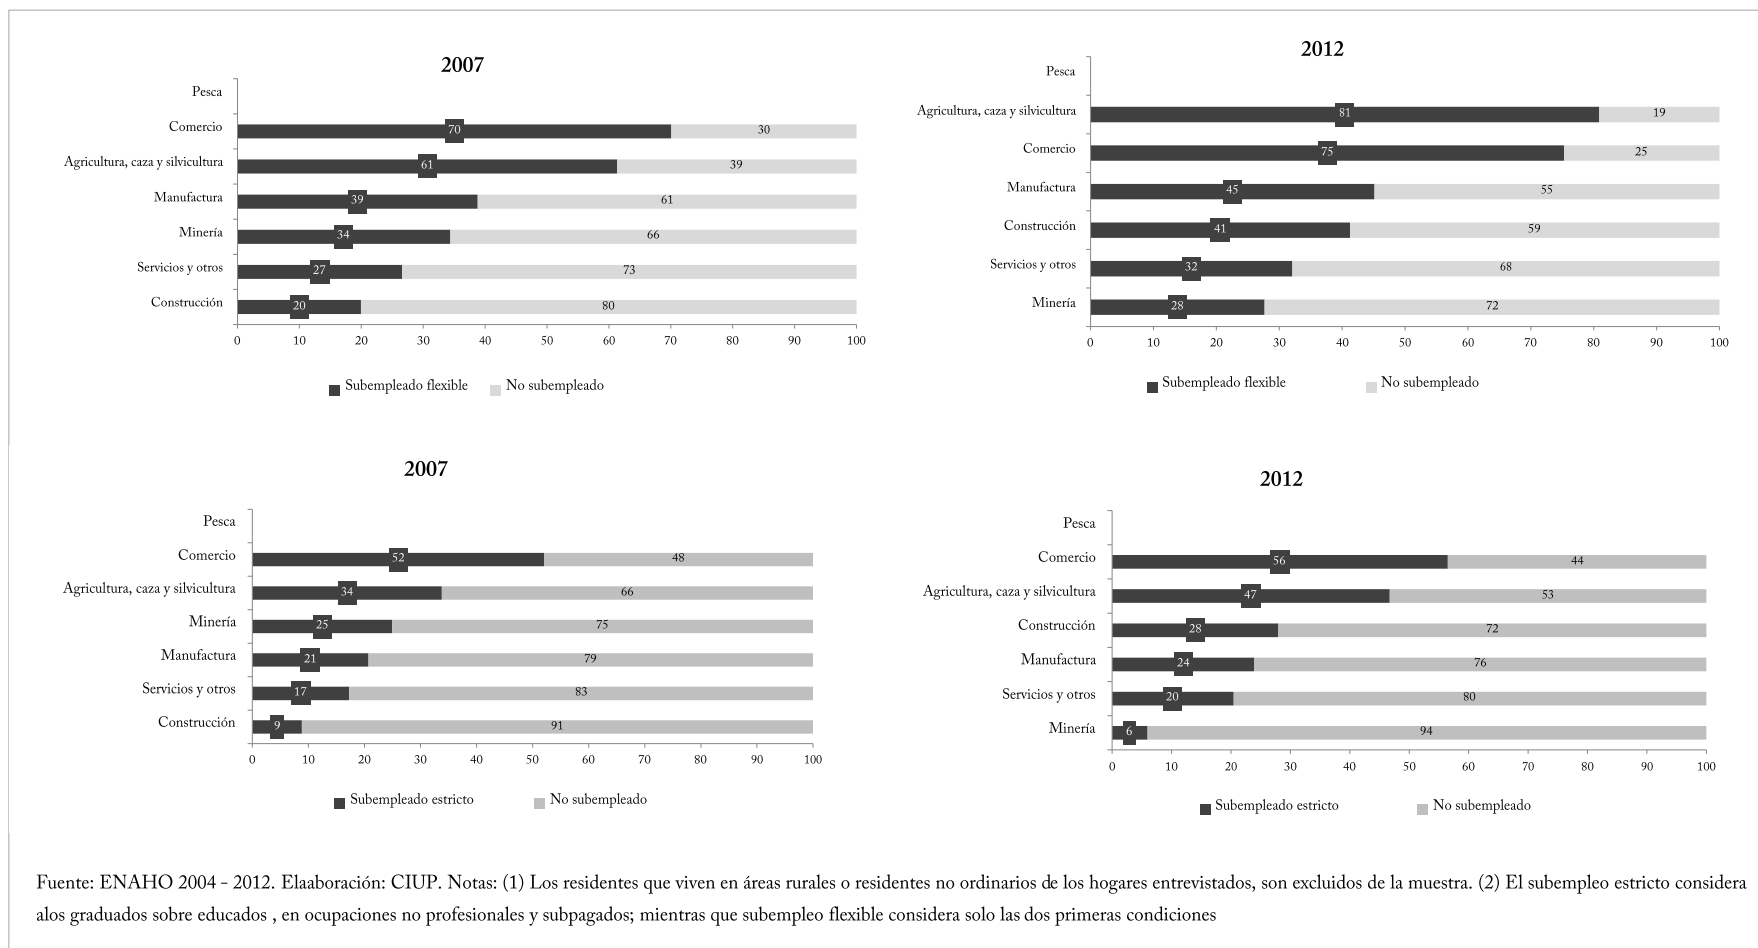 2007
Pesca
Comercio 70 30
Agricultura, caza y silvicultura 61 39
Manufactura 39 61
Minería 34 66
Servicios y otros 27 73
Construcción 20 80
0 10 20 30 40 50 60 70 80 90 100
Subempleado flexible No subempleado
2012
Pesca
Agricultura, caza y silvicultura 81 19
Comercio 75 25
Manufactura 45 55
Construcción 41 59
Servicios y otros 32 68
Minería 28 72
0 10 20 30 40 50 60 70 80 90 100
Subempleado flexible No subempleado
2007
Pesca
Comercio 52 48
Agricultura, caza y silvicultura 34 66
Minería 25 75
Manufactura 21 79
Servicios y otros 17 83
Construcción 9 91
0 10 20 30 40 50 60 70 80 90 100
Subempleado estricto No subempleado
2012
Pesca
Comercio 56 44
Agricultura, caza y silvicultura 47 53
Construcción 28 72
Manufactura 24 76
Servicios y otros 20 80
Minería 6 94
0 10 20 30 40 50 60 70 80 90 100
Subempleado estricto No subempleado
Fuente: ENAHO 2004 - 2012. Elaaboración: CIUP. Notas: (1) Los residentes que viven en áreas rurales o residentes no ordinarios de los hogares entrevistados, son excluidos de la muestra. (2) El subempleo estricto considera
alos graduados sobre educados , en ocupaciones no profesionales y subpagados; mientras que subempleo flexible considera solo las dos primeras condiciones